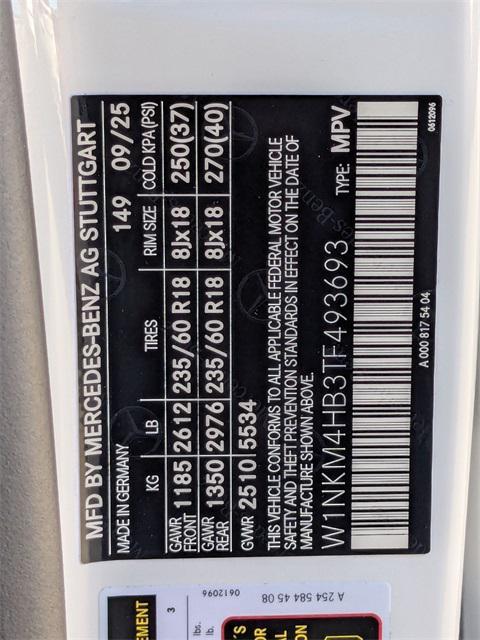 MFD BY MERCEDES-BENZ AG STUTTGART
MADE IN GERMANY 149 09/25
KG LB TIRES RIM SIZE COLD KPA(PSI)
GAWR FRONT 1185 2612 235/60 R18 8Jx18 250(37)
GAWR REAR 1350 2976 235/60 R18 8Jx18 270(40)
GVWR 2510 5534
THIS VEHICLE CONFORMS TO ALL APPLICABLE FEDERAL MOTOR VEHICLE
SAFETY AND THEFT PREVENTION STANDARDS IN EFFECT ON THE DATE OF
MANUFACTURE SHOWN ABOVE.
W1NKM4HB3TF493693 TYPE: MPV
A 000 817 54 04
0612096
A 254 584 45 08
0612096
3
lbs.
lb.